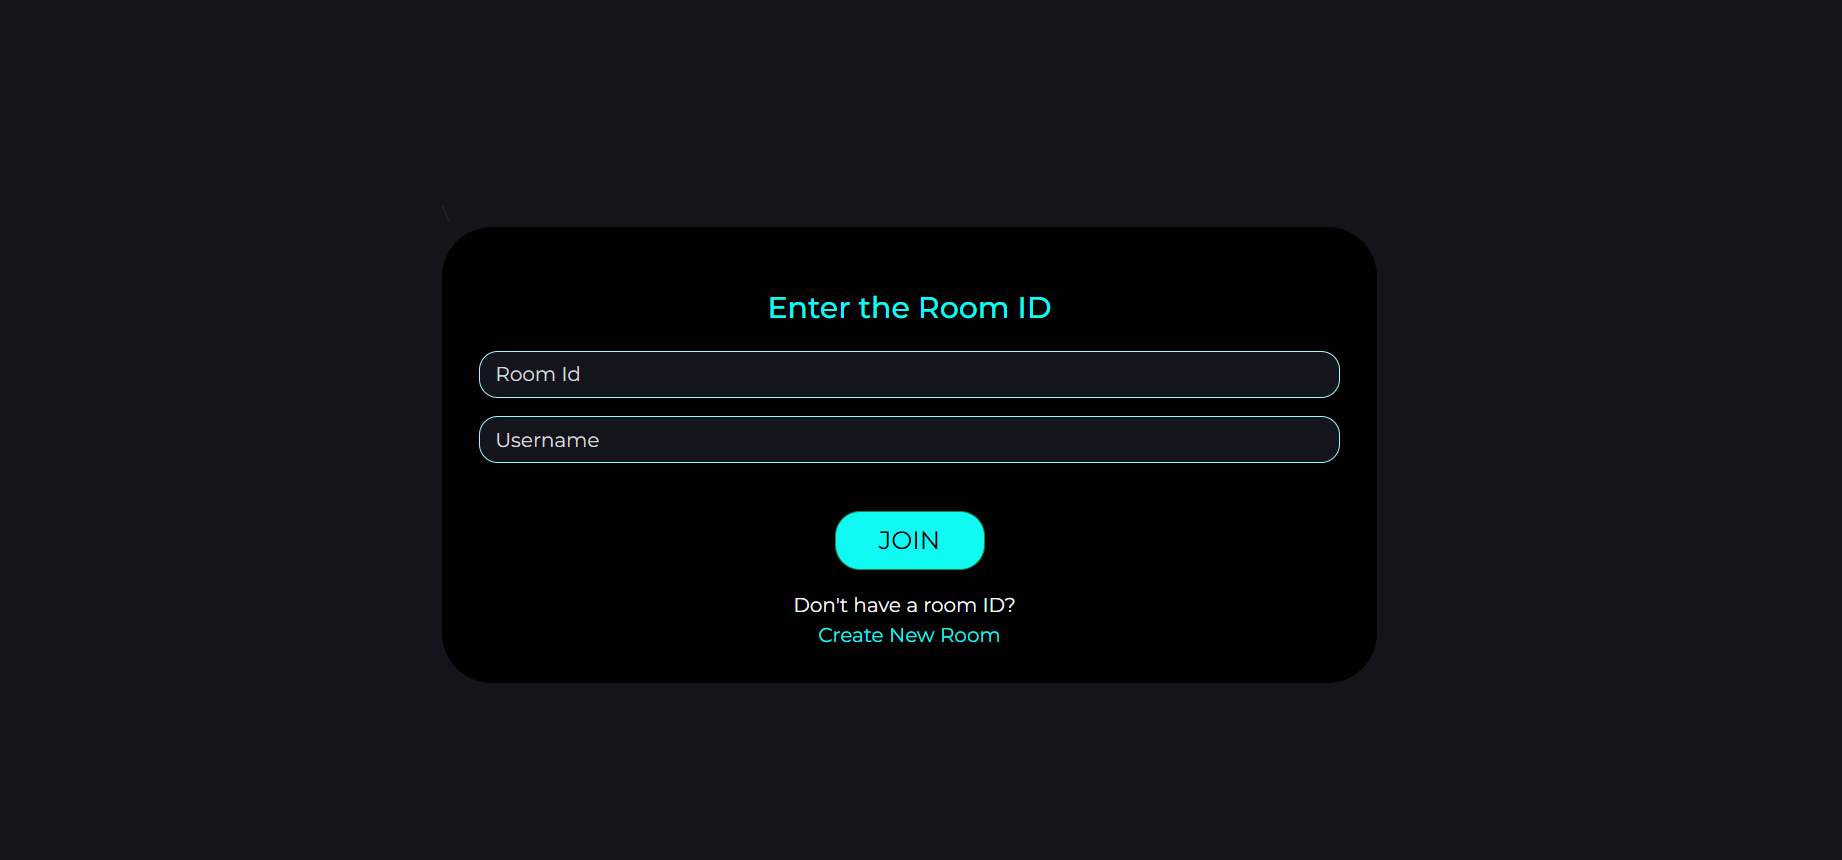 \
Enter the Room ID
Room Id
Username
JOIN
Don't have a room ID?
Create New Room